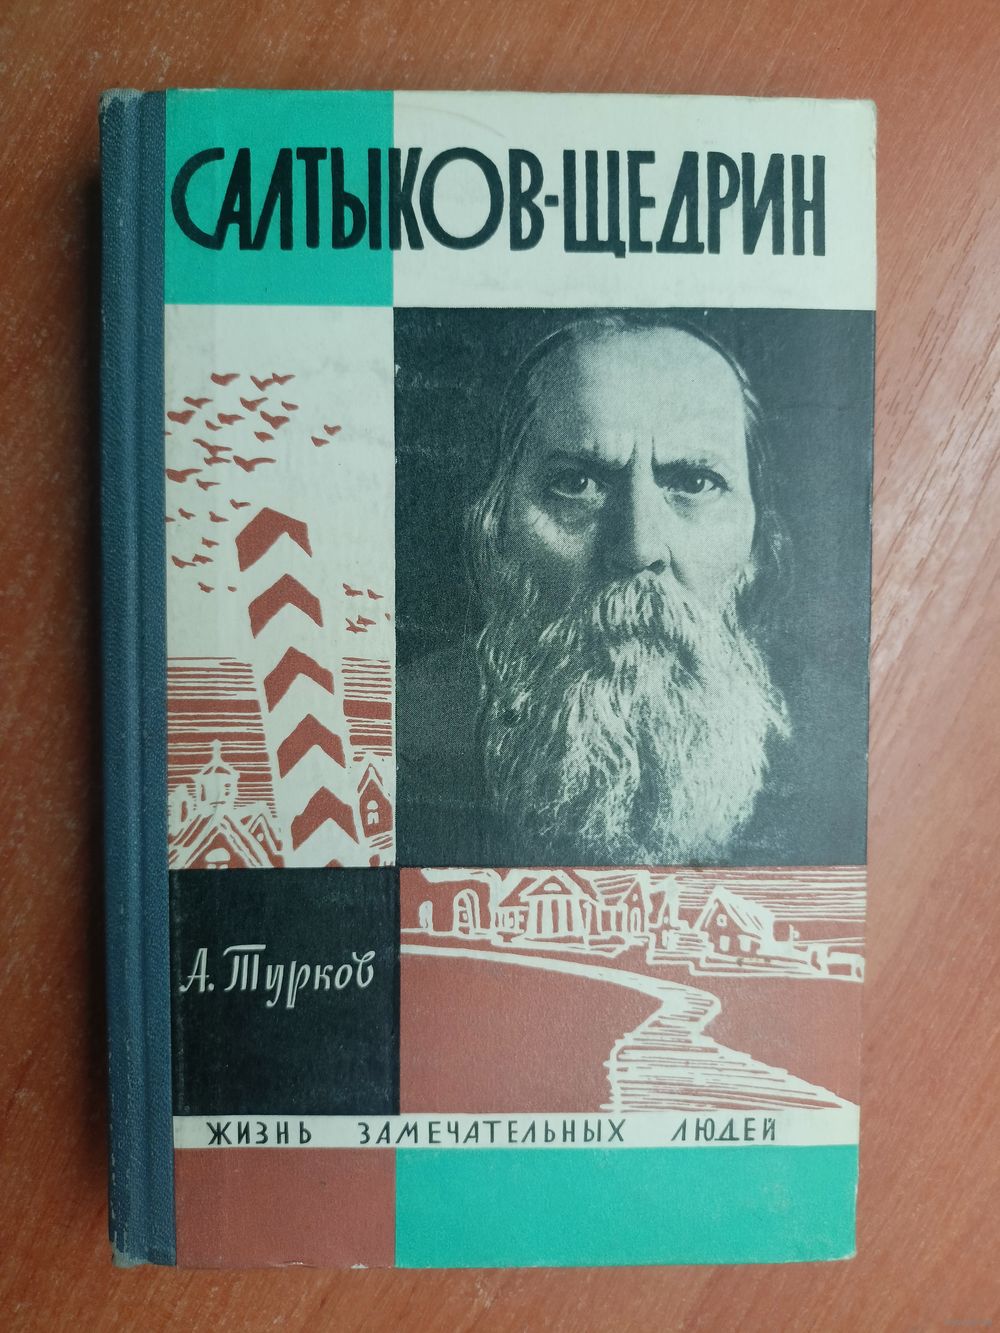 САЛТЫКОВ-ЩЕДРИН
А. Турков
ЖИЗНЬ ЗАМЕЧАТЕЛЬНЫХ ЛЮДЕЙ